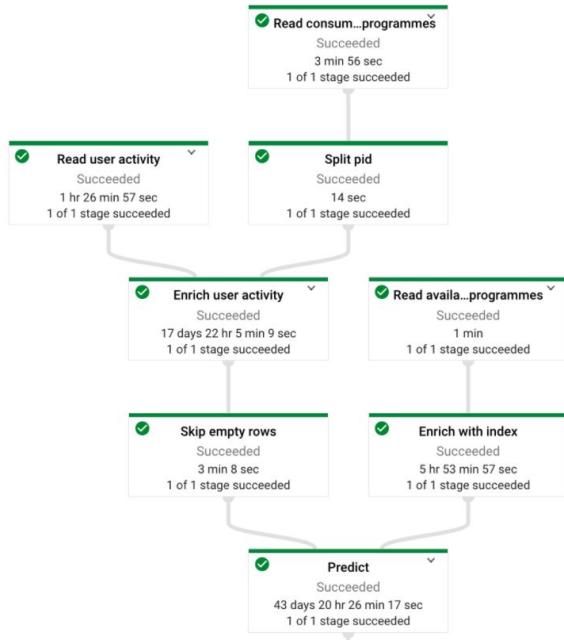 Read consum...programmes
Succeeded
3 min 56 sec
1 of 1 stage succeeded
Read user activity
Succeeded
1 hr 26 min 57 sec
1 of 1 stage succeeded
Split pid
Succeeded
14 sec
1 of 1 stage succeeded
Enrich user activity
Succeeded
17 days 22 hr 5 min 9 sec
1 of 1 stage succeeded
Read availa...programmes
Succeeded
1 min
1 of 1 stage succeeded
Skip empty rows
Succeeded
3 min 8 sec
1 of 1 stage succeeded
Enrich with index
Succeeded
5 hr 53 min 57 sec
1 of 1 stage succeeded
Predict
Succeeded
43 days 20 hr 26 min 17 sec
1 of 1 stage succeeded